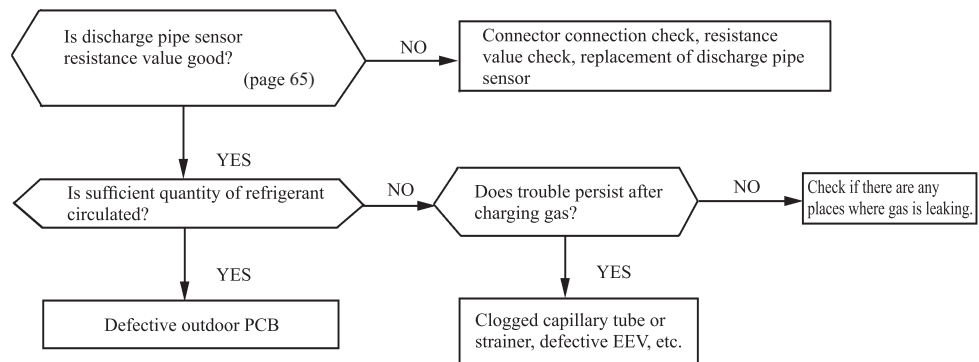 Is discharge pipe sensor
resistance value good?
(page 65)
NO
Connector connection check, resistance
value check, replacement of discharge pipe
sensor
YES
Is sufficient quantity of refrigerant
circulated?
NO
Does trouble persist after
charging gas?
NO
Check if there are any
places where gas is leaking.
YES
YES
Defective outdoor PCB
Clogged capillary tube or
strainer, defective EEV, etc.